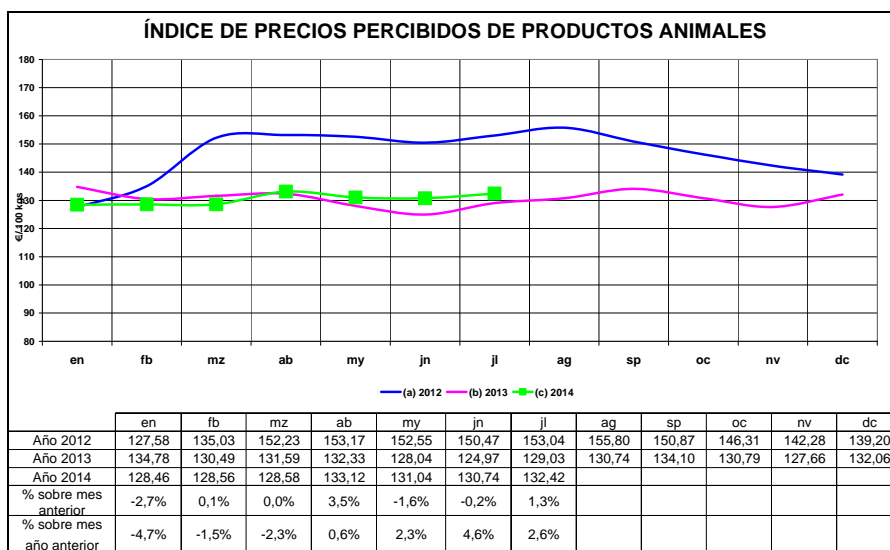 ÍNDICE DE PRECIOS PERCIBIDOS DE PRODUCTOS ANIMALES
180
170
160
150
140
130
120
110
100
90
80
€/100 kgs
en fb mz ab my jn jl ag sp oc nv dc
(a) 2012 (b) 2013 (c) 2014
en fb mz ab my jn jl ag sp oc nv dc
Año 2012 127,58 135,03 152,23 153,17 152,55 150,47 153,04 155,80 150,87 146,31 142,28 139,20
Año 2013 134,78 130,49 131,59 132,33 128,04 124,97 129,03 130,74 134,10 130,79 127,66 132,06
Año 2014 128,46 128,56 128,58 133,12 131,04 130,74 132,42
% sobre mes
anterior -2,7% 0,1% 0,0% 3,5% -1,6% -0,2% 1,3%
% sobre mes
año anterior -4,7% -1,5% -2,3% 0,6% 2,3% 4,6% 2,6%